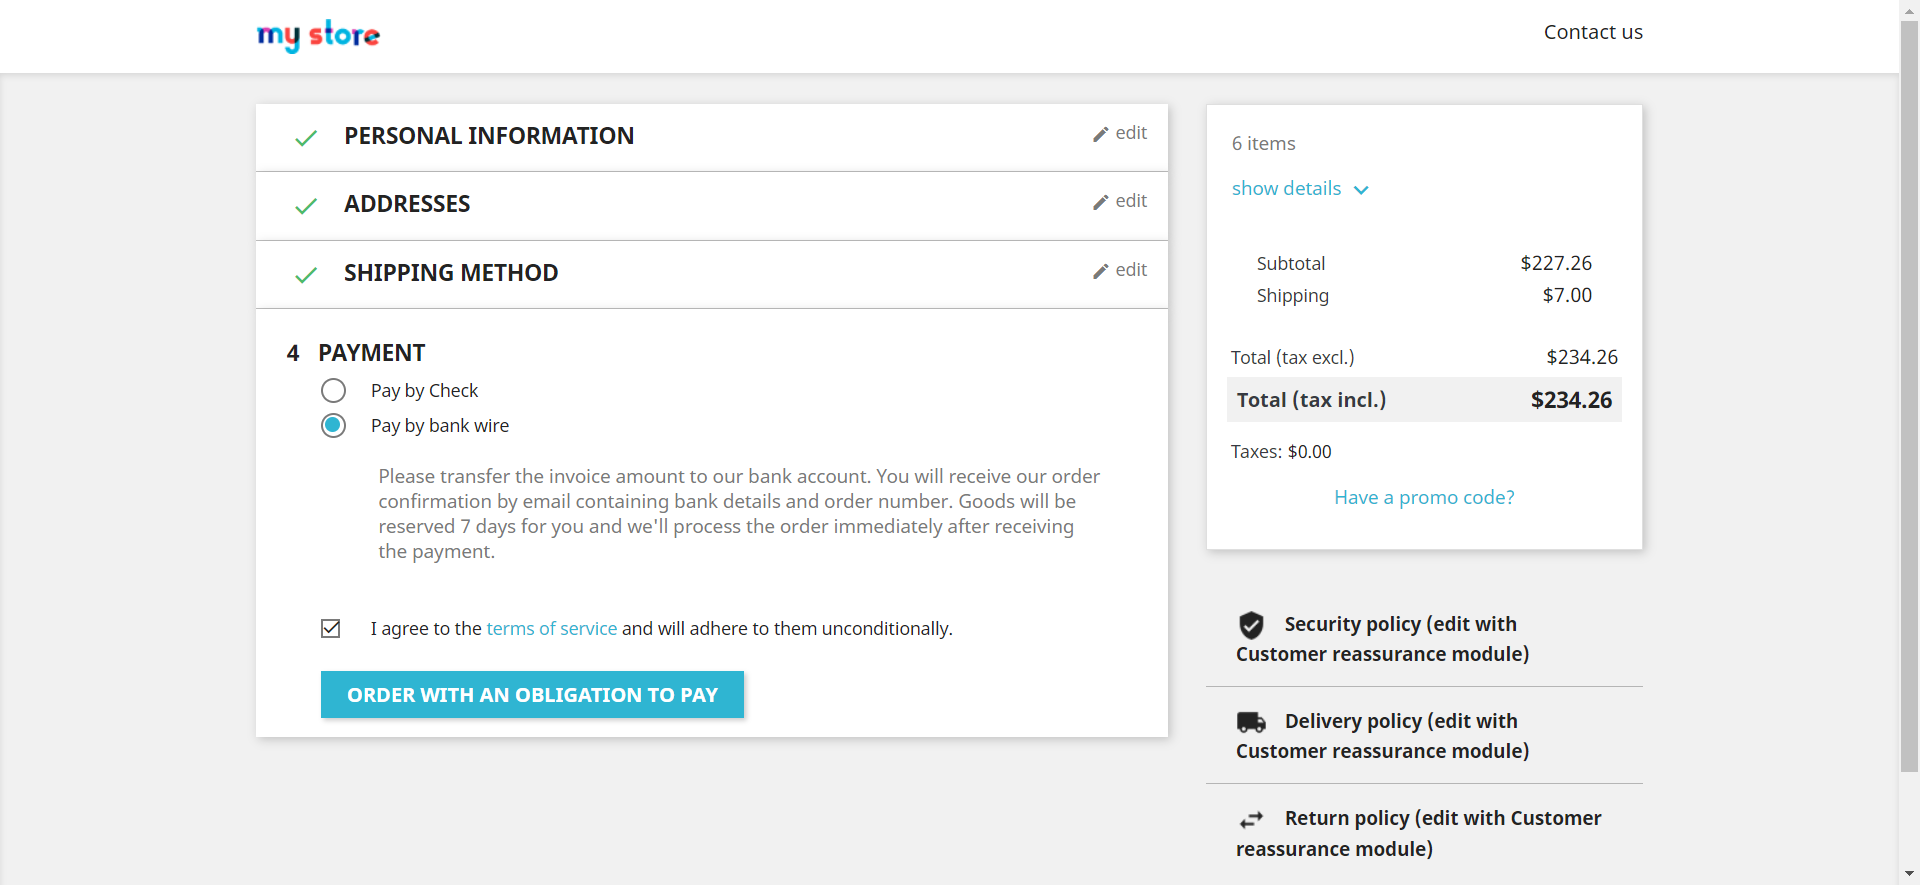 my store
Contact us
PERSONAL INFORMATION
edit
ADDRESSES
edit
SHIPPING METHOD
edit
4 PAYMENT
Pay by Check
Pay by bank wire
Please transfer the invoice amount to our bank account. You will receive our order
confirmation by email containing bank details and order number. Goods will be
reserved 7 days for you and we'll process the order immediately after receiving
the payment.
I agree to the terms of service and will adhere to them unconditionally.
ORDER WITH AN OBLIGATION TO PAY
6 items
show details
Subtotal $227.26
Shipping $7.00
Total (tax excl.) $234.26
Total (tax incl.) $234.26
Taxes: $0.00
Have a promo code?
Security policy (edit with
Customer reassurance module)
Delivery policy (edit with
Customer reassurance module)
Return policy (edit with Customer
reassurance module)